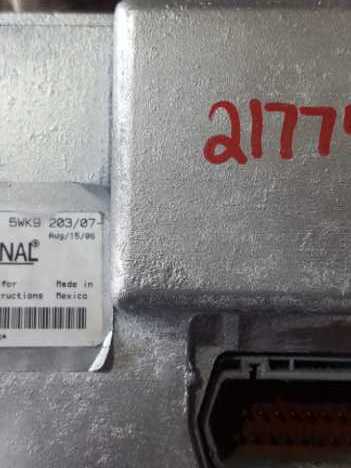 2177
5WK9 203/07-
Aug/15/06
NAL®
for Made in
ructions Mexico